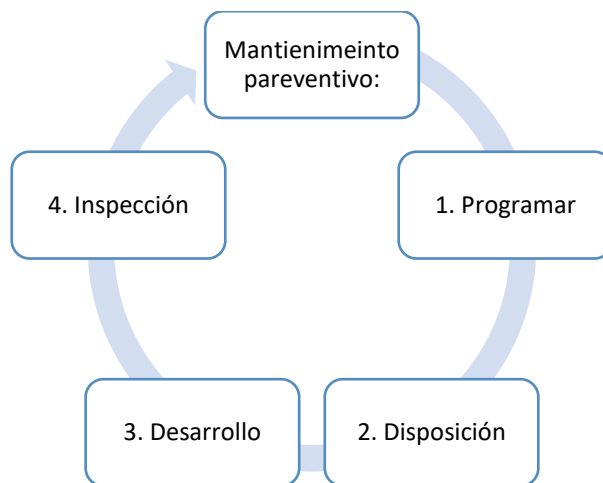 Mantienimeinto
pareventivo:
1. Programar
2. Disposición
3. Desarrollo
4. Inspección